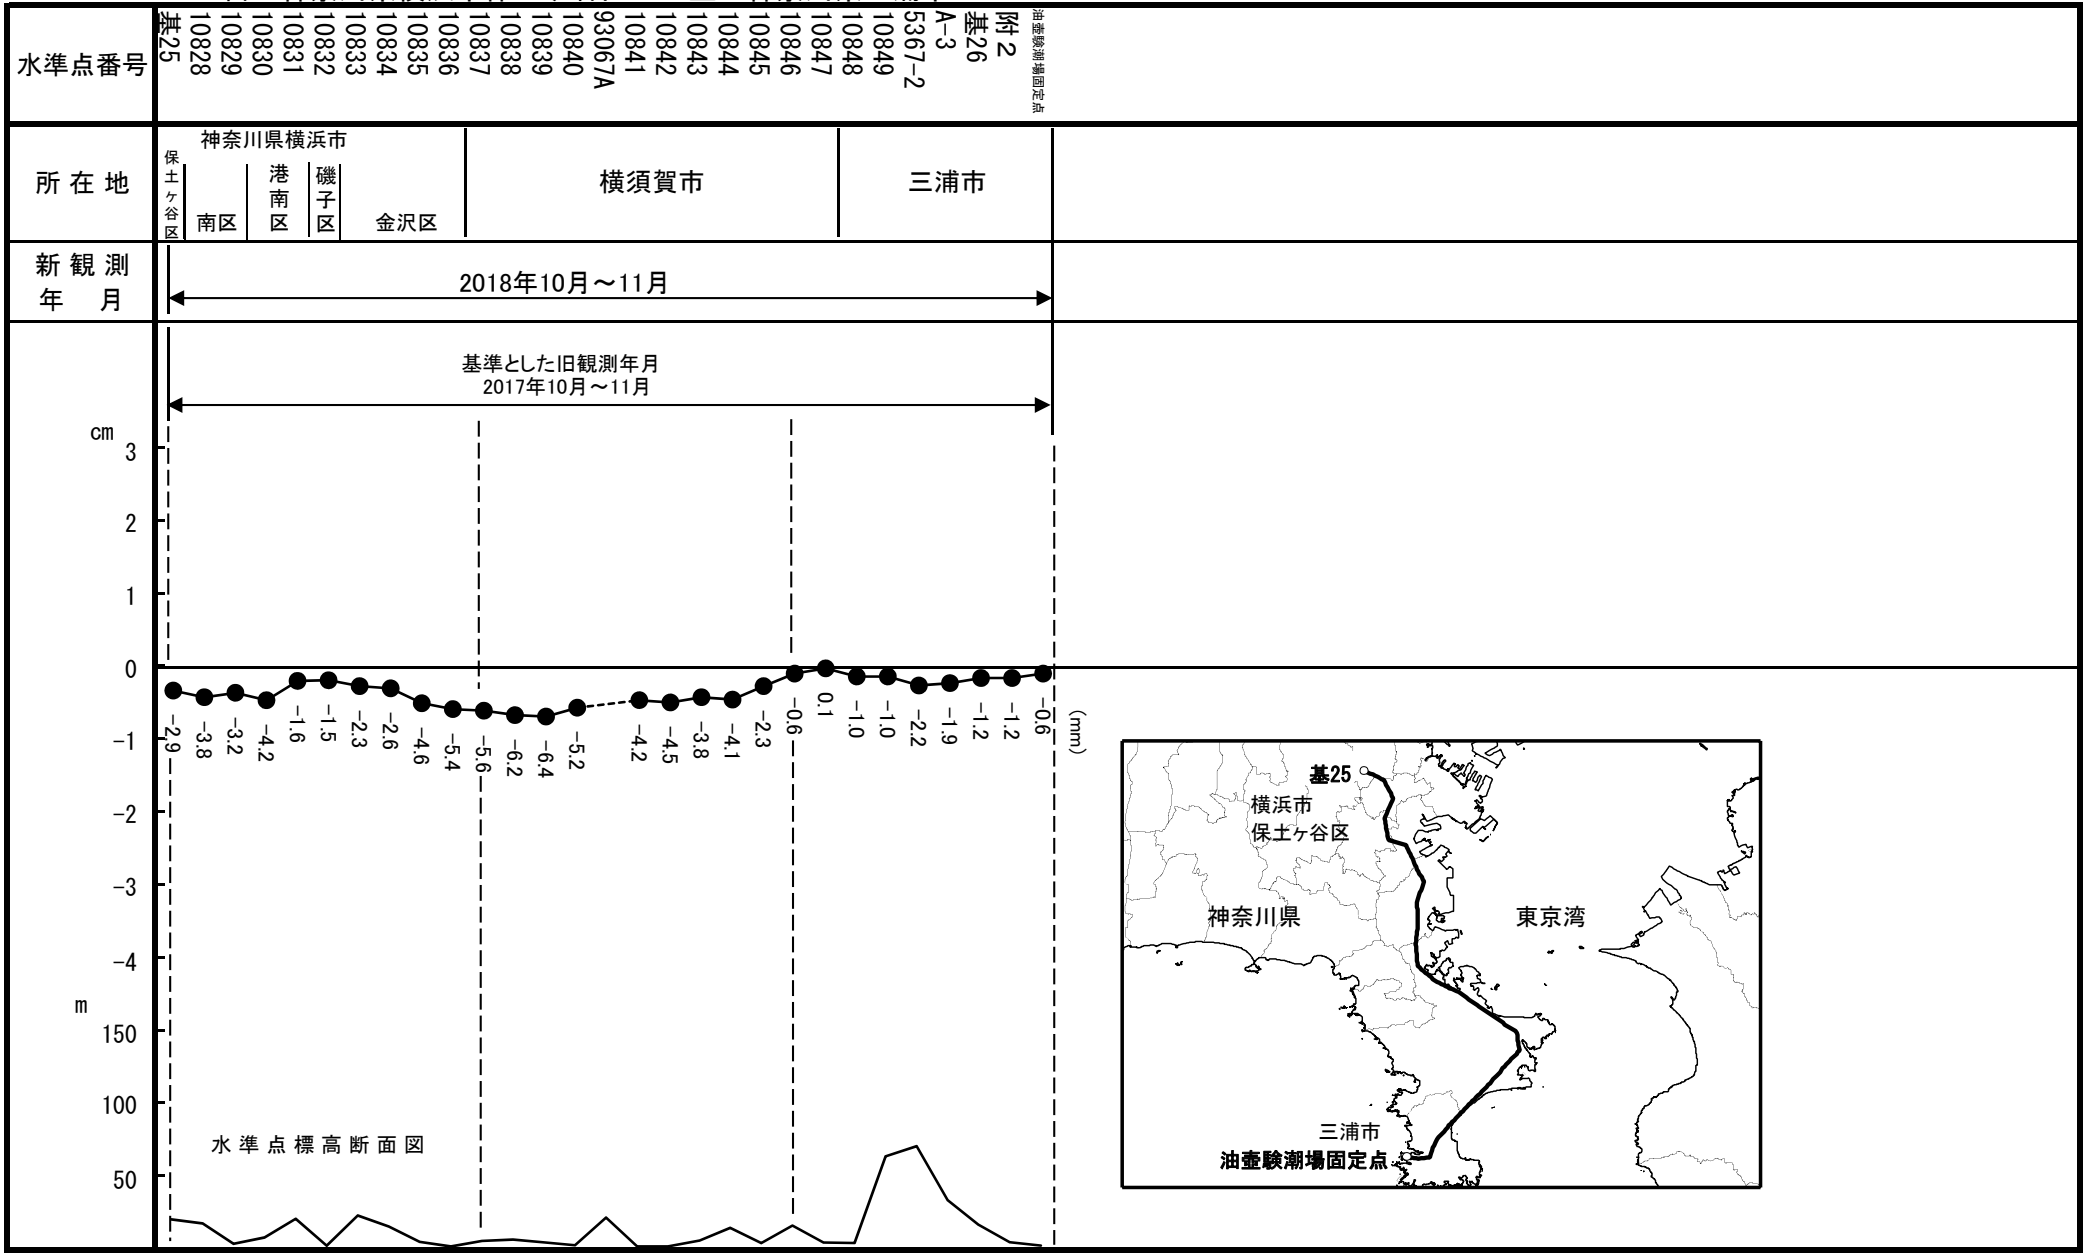 水準点番号
基25
10828
10829
10830
10831
10832
10833
10834
10835
10836
10837
10838
10839
10840
93067A
10841
10842
10843
10844
10845
10846
10847
10848
10849
5367-2
A-3
基26
附2
油壺験潮場固定点
所在地
神奈川県横浜市
保土ヶ谷区
南区
港南区
磯子区
金沢区
横須賀市
三浦市
新観測
年 月
2018年10月～11月
基準とした旧観測年月
2017年10月～11月
cm
3
2
1
0
-1
-2
-3
-4
-2.9
-3.8
-3.2
-4.2
-1.6
-1.5
-2.3
-2.6
-4.6
-5.4
-5.6
-6.2
-6.4
-5.2
-4.2
-4.5
-3.8
-4.1
-2.3
-0.6
0.1
-1.0
-1.0
-2.2
-1.9
-1.2
-1.2
-0.6
(mm)
m
150
100
50
水準点標高断面図
基25
横浜市
保土ヶ谷区
神奈川県
東京湾
三浦市
油壺験潮場固定点